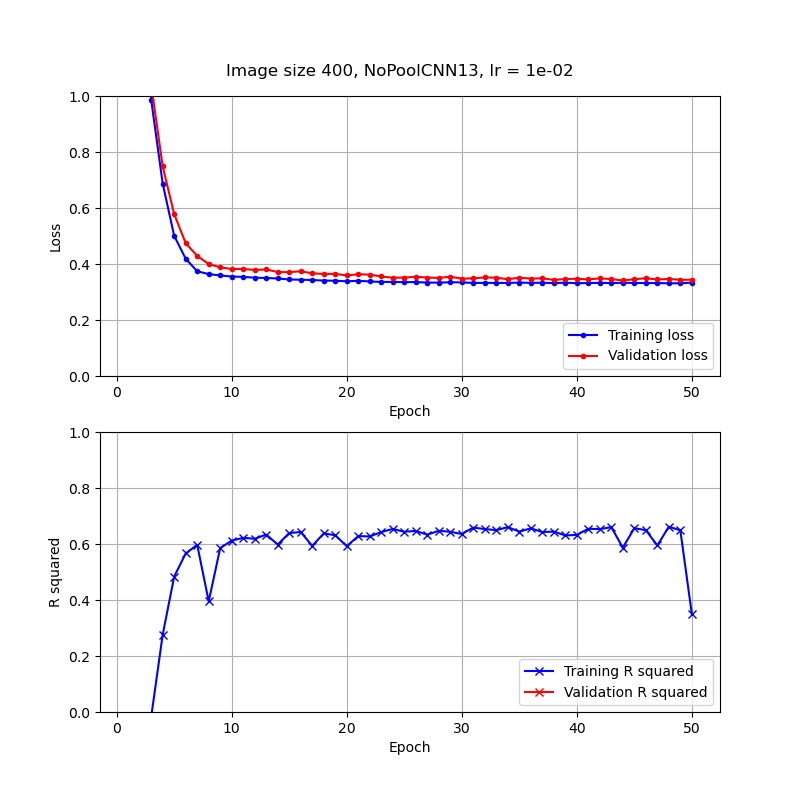 Image size 400, NoPoolCNN13, lr = 1e-02
1.0
0.8
0.6
0.4
0.2
0.0
Loss
Training loss
Validation loss
0 10 20 30 40 50
Epoch
1.0
0.8
0.6
0.4
0.2
0.0
R squared
Training R squared
Validation R squared
0 10 20 30 40 50
Epoch